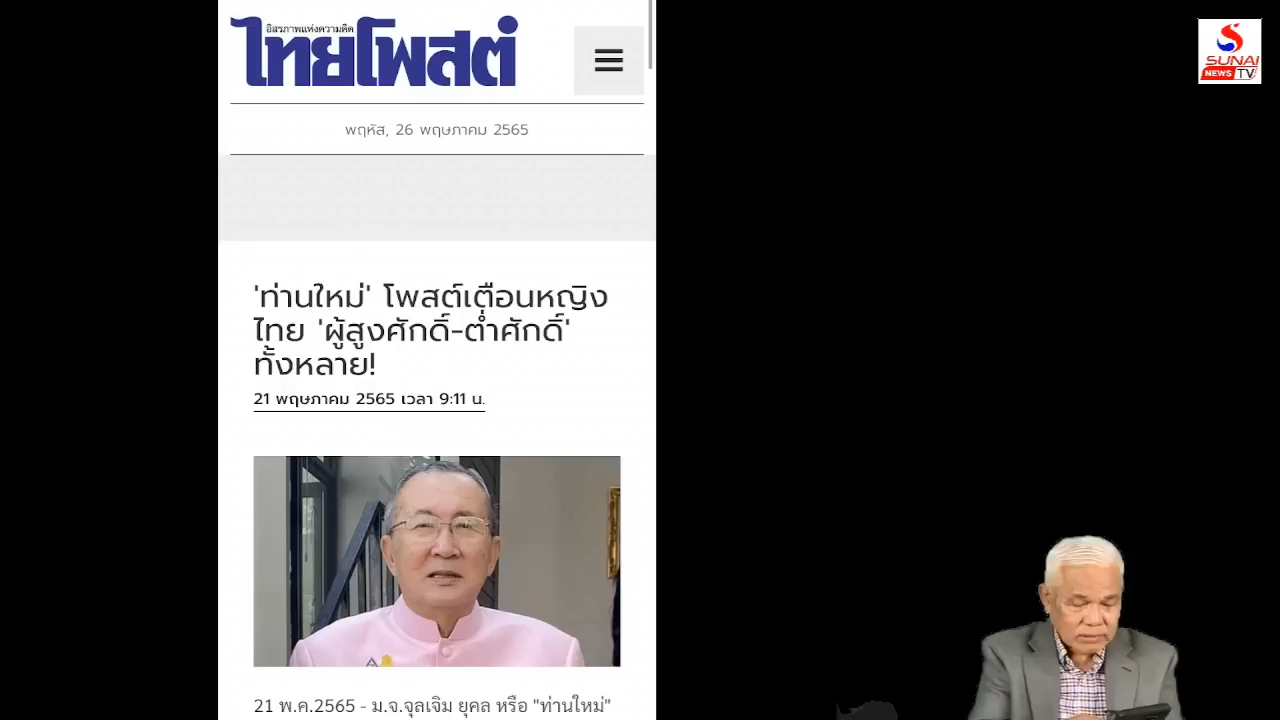 อิสรภาพแห่งความคิด
ไทยโพสต์
พฤหัส, 26 พฤษภาคม 2565
'ท่านใหม่' โพสต์เตือนหญิง
ไทย 'ผู้สูงศักดิ์-ต่ำศักดิ์'
ทั้งหลาย!
21 พฤษภาคม 2565 เวลา 9:11 น.
21 พ.ค.2565 - ม.จ.จุลเจิม ยุคล หรือ "ท่านใหม่"
SUNAI
NEWS TV